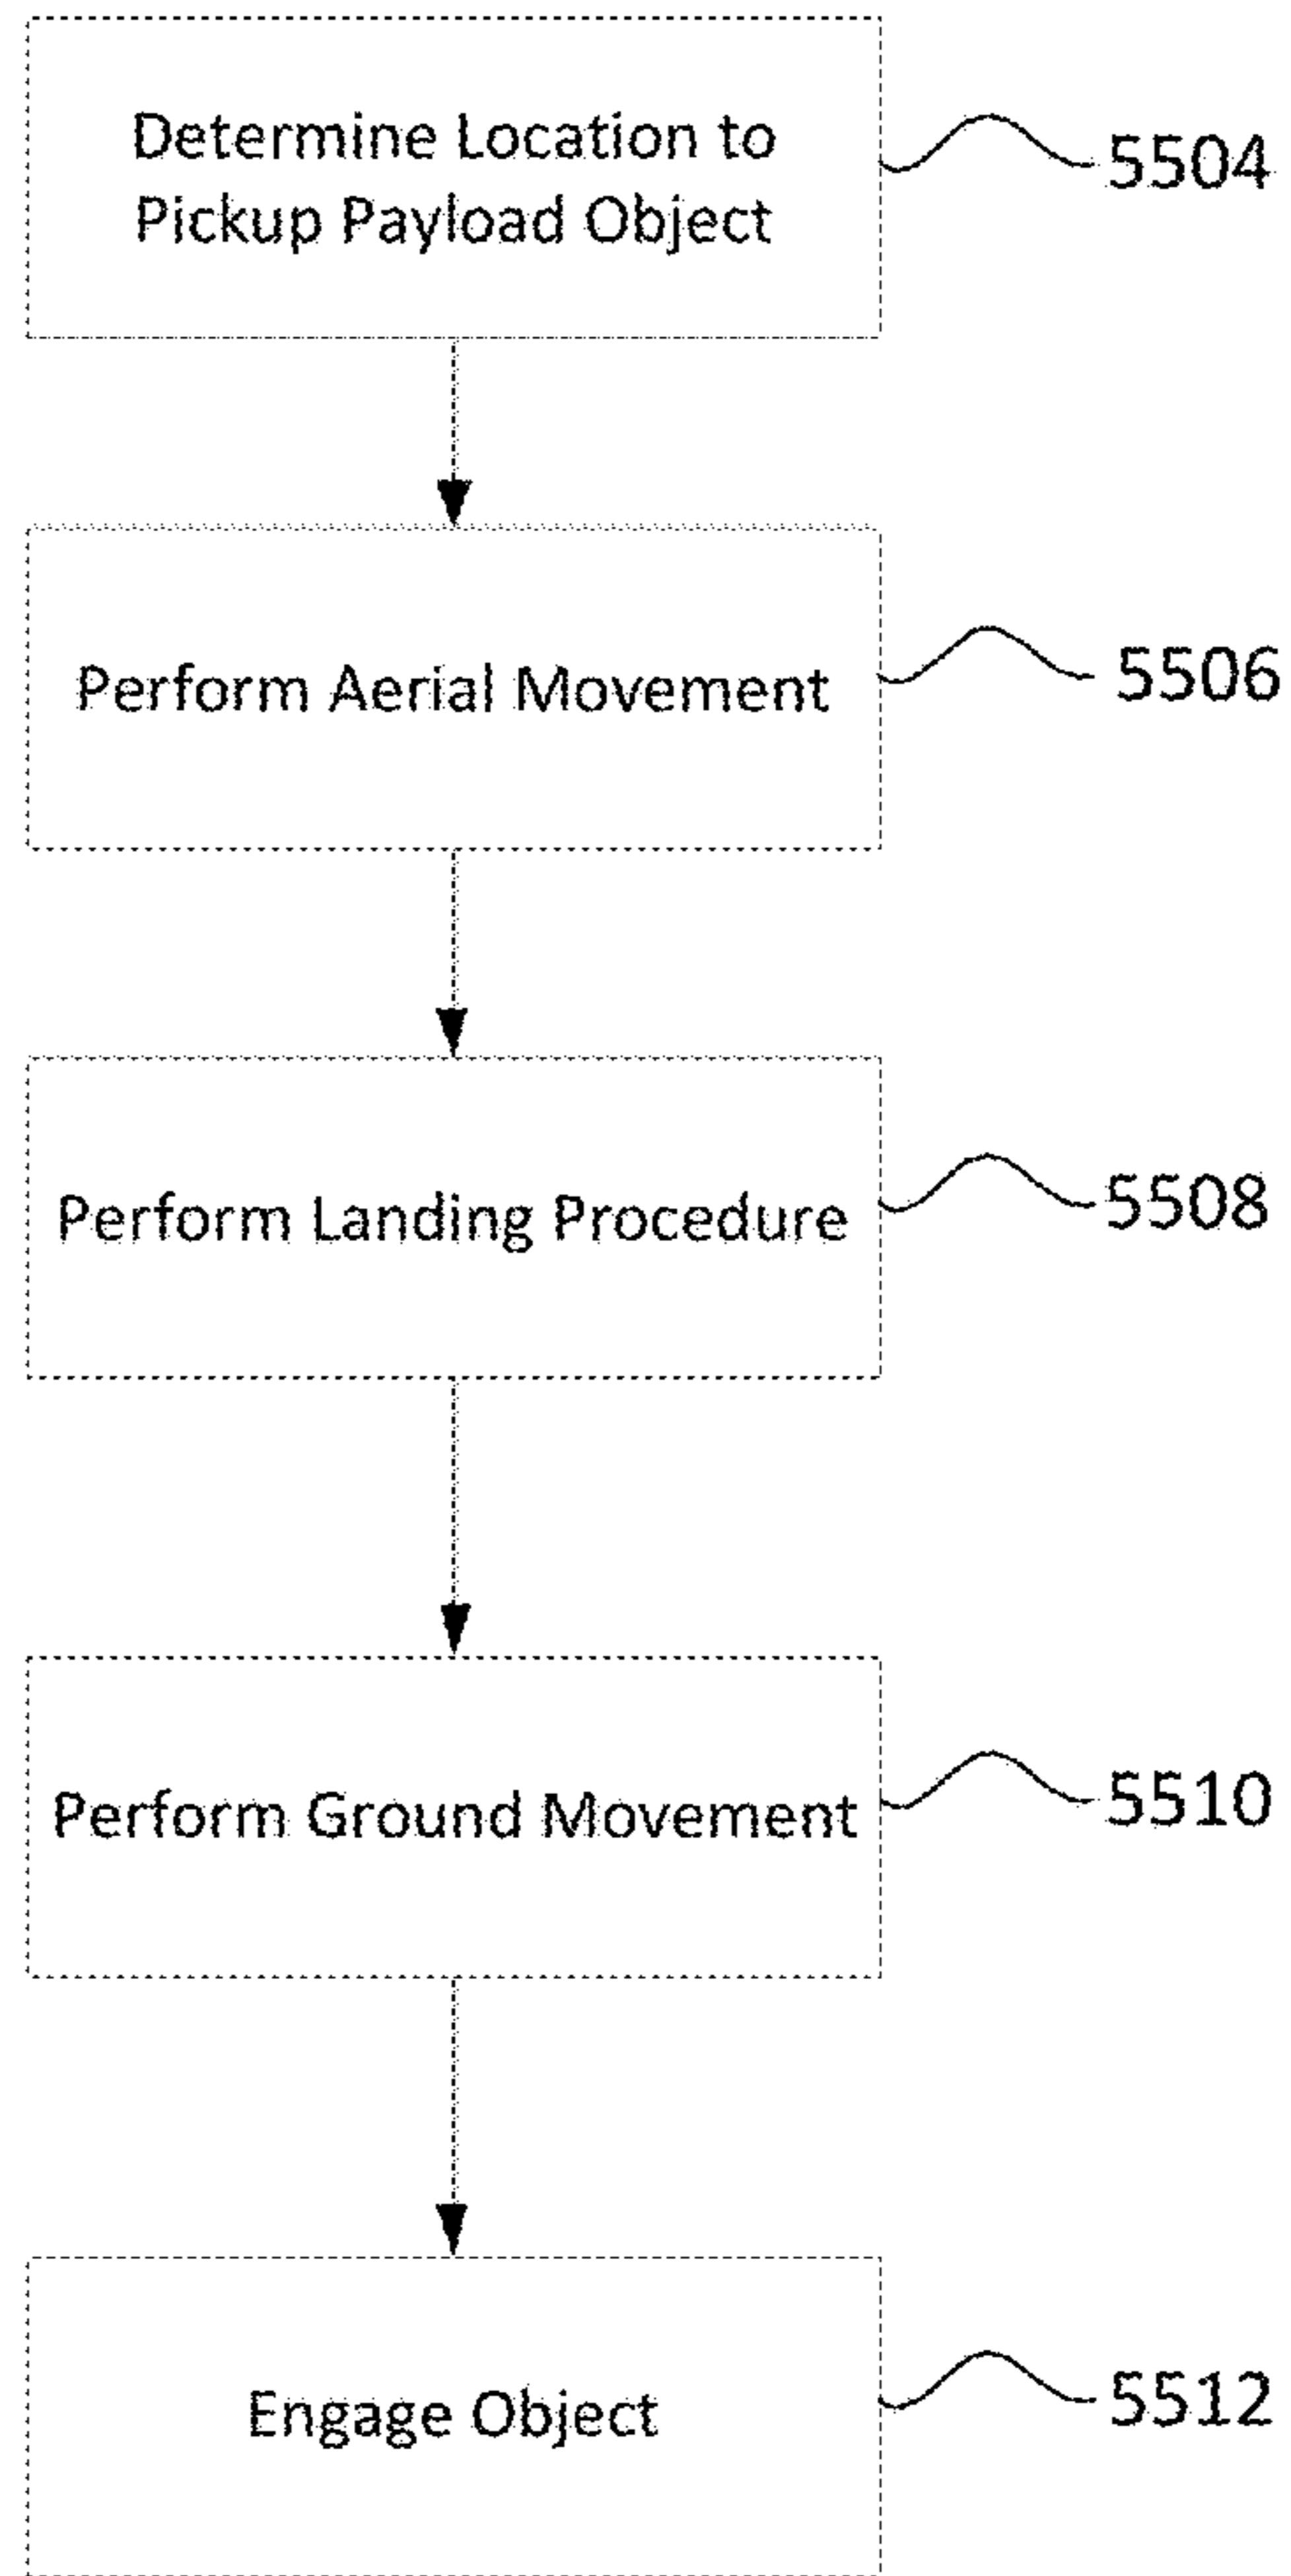 Determine Location to
Pickup Payload Object
5504
Perform Aerial Movement
5506
Perform Landing Procedure
5508
Perform Ground Movement
5510
Engage Object
5512